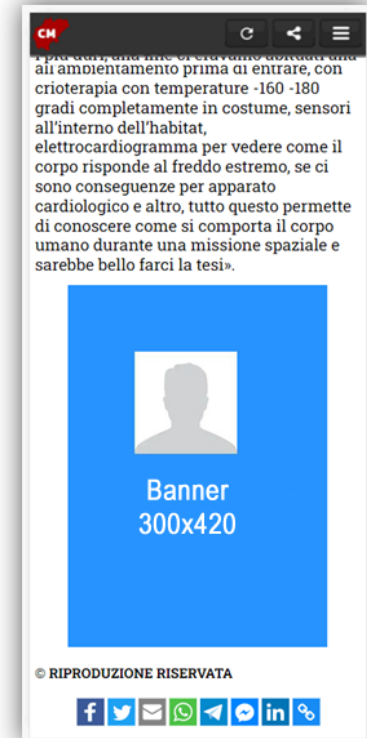 CM
ali ambientamento prima di entrare, con
crioterapia con temperature -160 -180
gradi completamente in costume, sensori
all’interno dell’habitat,
elettrocardiogramma per vedere come il
corpo risponde al freddo estremo, se ci
sono conseguenze per apparato
cardiologico e altro, tutto questo permette
di conoscere come si comporta il corpo
umano durante una missione spaziale e
sarebbe bello farci la tesi».
Banner
300x420
© RIPRODUZIONE RISERVATA